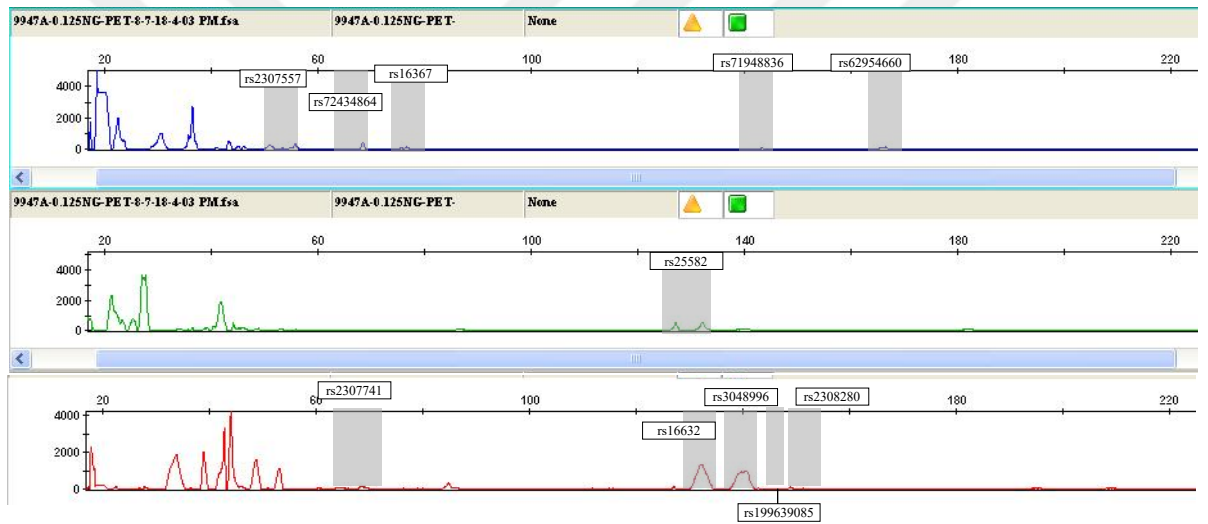 9947A-0.125NG-PET-8-7-18-4-03 PM.fsa 9947A-0.125NG-PET- None
20 60 100 180 220
rs2307557 rs72434864 rs16367 rs71948836 rs62954660
4000
2000
0
9947A-0.125NG-PET-8-7-18-4-03 PM.fsa 9947A-0.125NG-PET- None
20 60 100 140 180 220
rs25582
4000
2000
0
rs2307741 rs3048996 rs2308280
20 60 100 180 220
4000
rs16632
2000
0
rs199639085